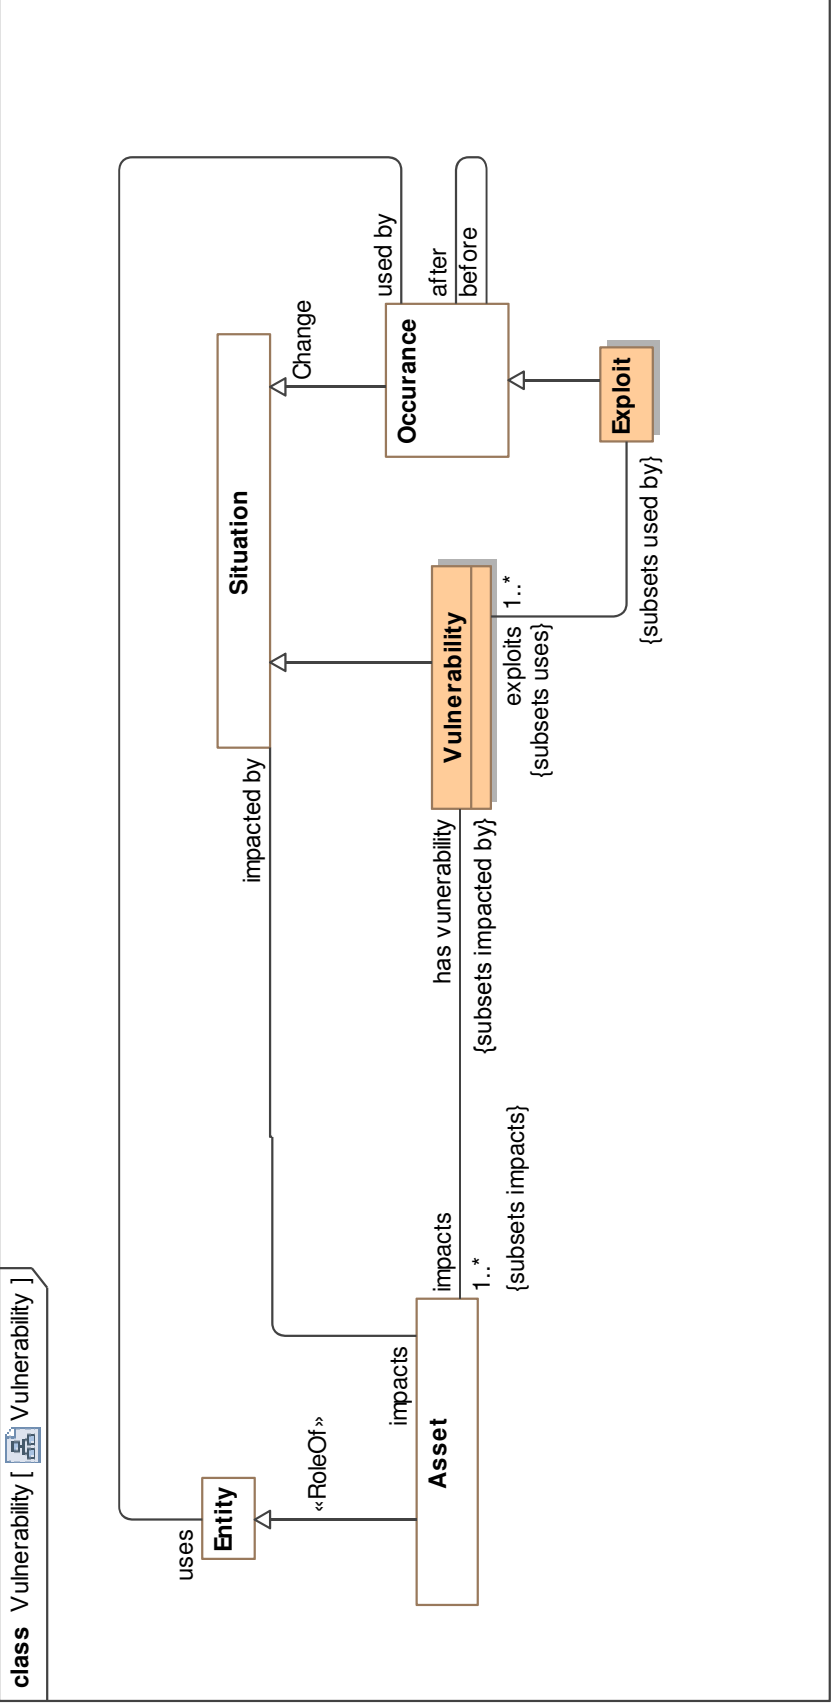 class Vulnerability [ Vulnerability ]
uses
used by
Entity
Situation
impacted by
Change
«RoleOf»
impacts
after
before
Occurance
Asset
impacts
1..*
{subsets impacts}
has vunerability
{subsets impacted by}
Vulnerability
1..*
exploits
{subsets uses}
Exploit
{subsets used by}